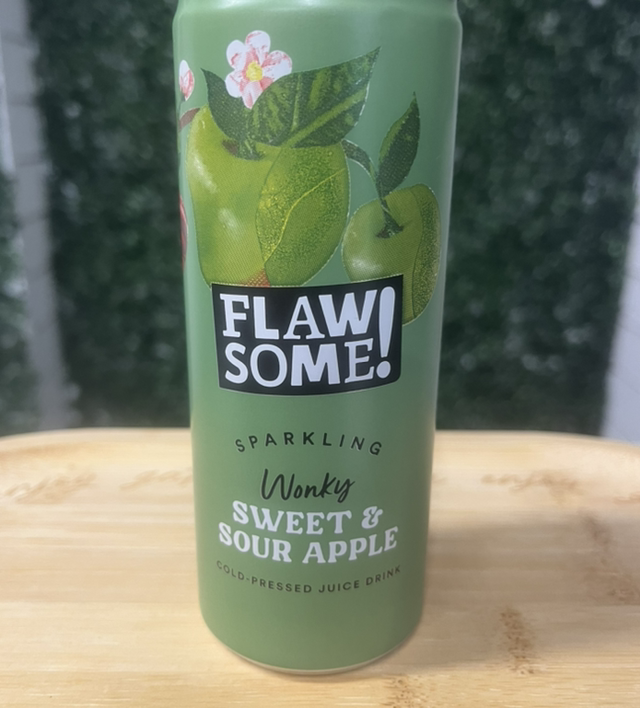 FLAW
SOME!
SPARKLING
Wonky
SWEET &
SOUR APPLE
COLD-PRESSED JUICE DRINK